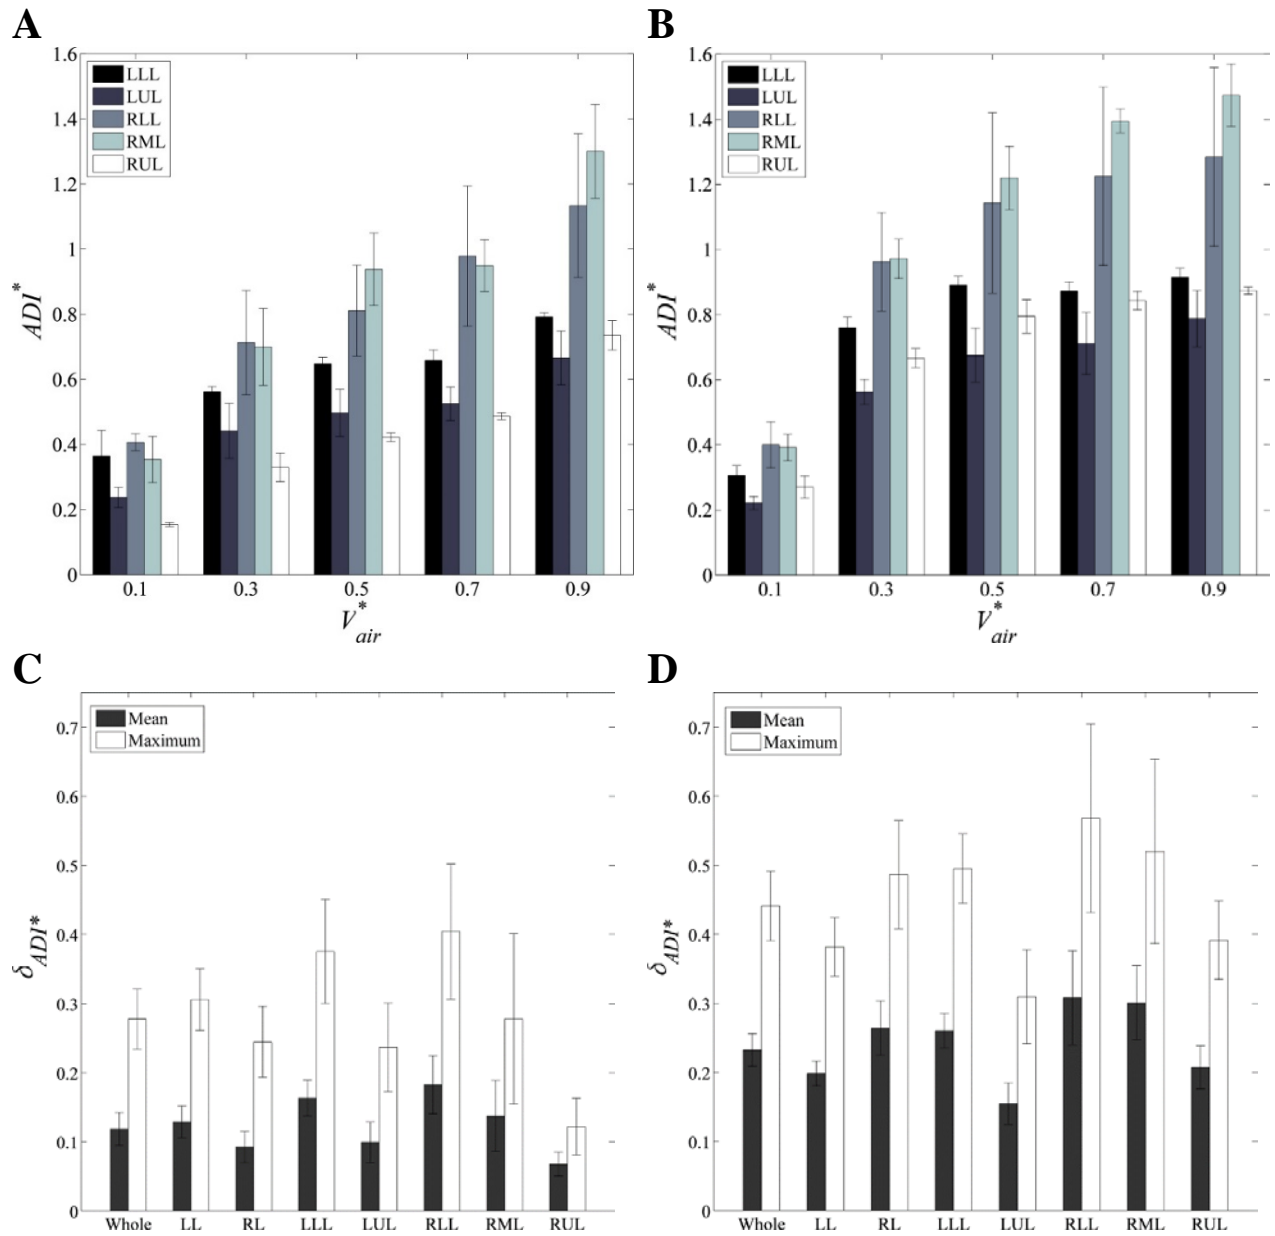 A
1.6
1.4
1.2
1
0.8
0.6
0.4
0.2
0
ADI*
LLL
LUL
RLL
RML
RUL
0.1 0.3 0.5 0.7 0.9
V*air
B
1.6
1.4
1.2
1
0.8
0.6
0.4
0.2
0
ADI*
LLL
LUL
RLL
RML
RUL
0.1 0.3 0.5 0.7 0.9
V*air
C
0.7
0.6
0.5
0.4
0.3
0.2
0.1
0
δADI*
Mean
Maximum
Whole LL RL LLL LUL RLL RML RUL
D
0.7
0.6
0.5
0.4
0.3
0.2
0.1
0
δADI*
Mean
Maximum
Whole LL RL LLL LUL RLL RML RUL